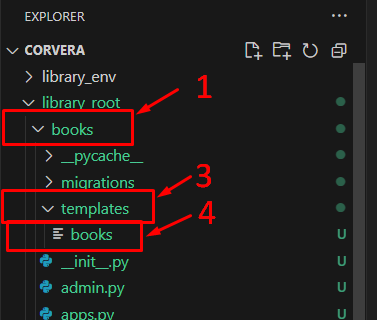 EXPLORER ...
CORVERA
library_env
library_root
books 1
__pycache__
migrations 3
templates
books 4 U
__init__.py U
admin.py U
apps.py U